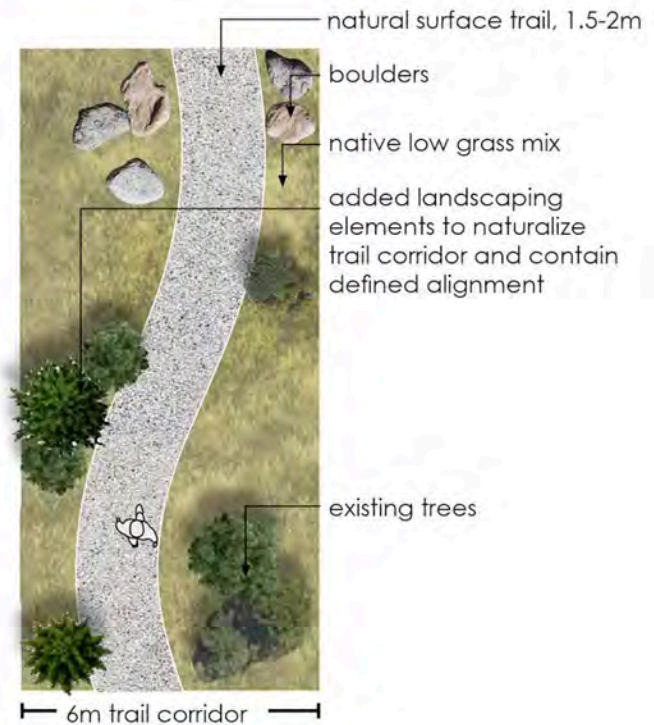 natural surface trail, 1.5-2m
boulders
native low grass mix
added landscaping
elements to naturalize
trail corridor and contain
defined alignment
existing trees
6m trail corridor